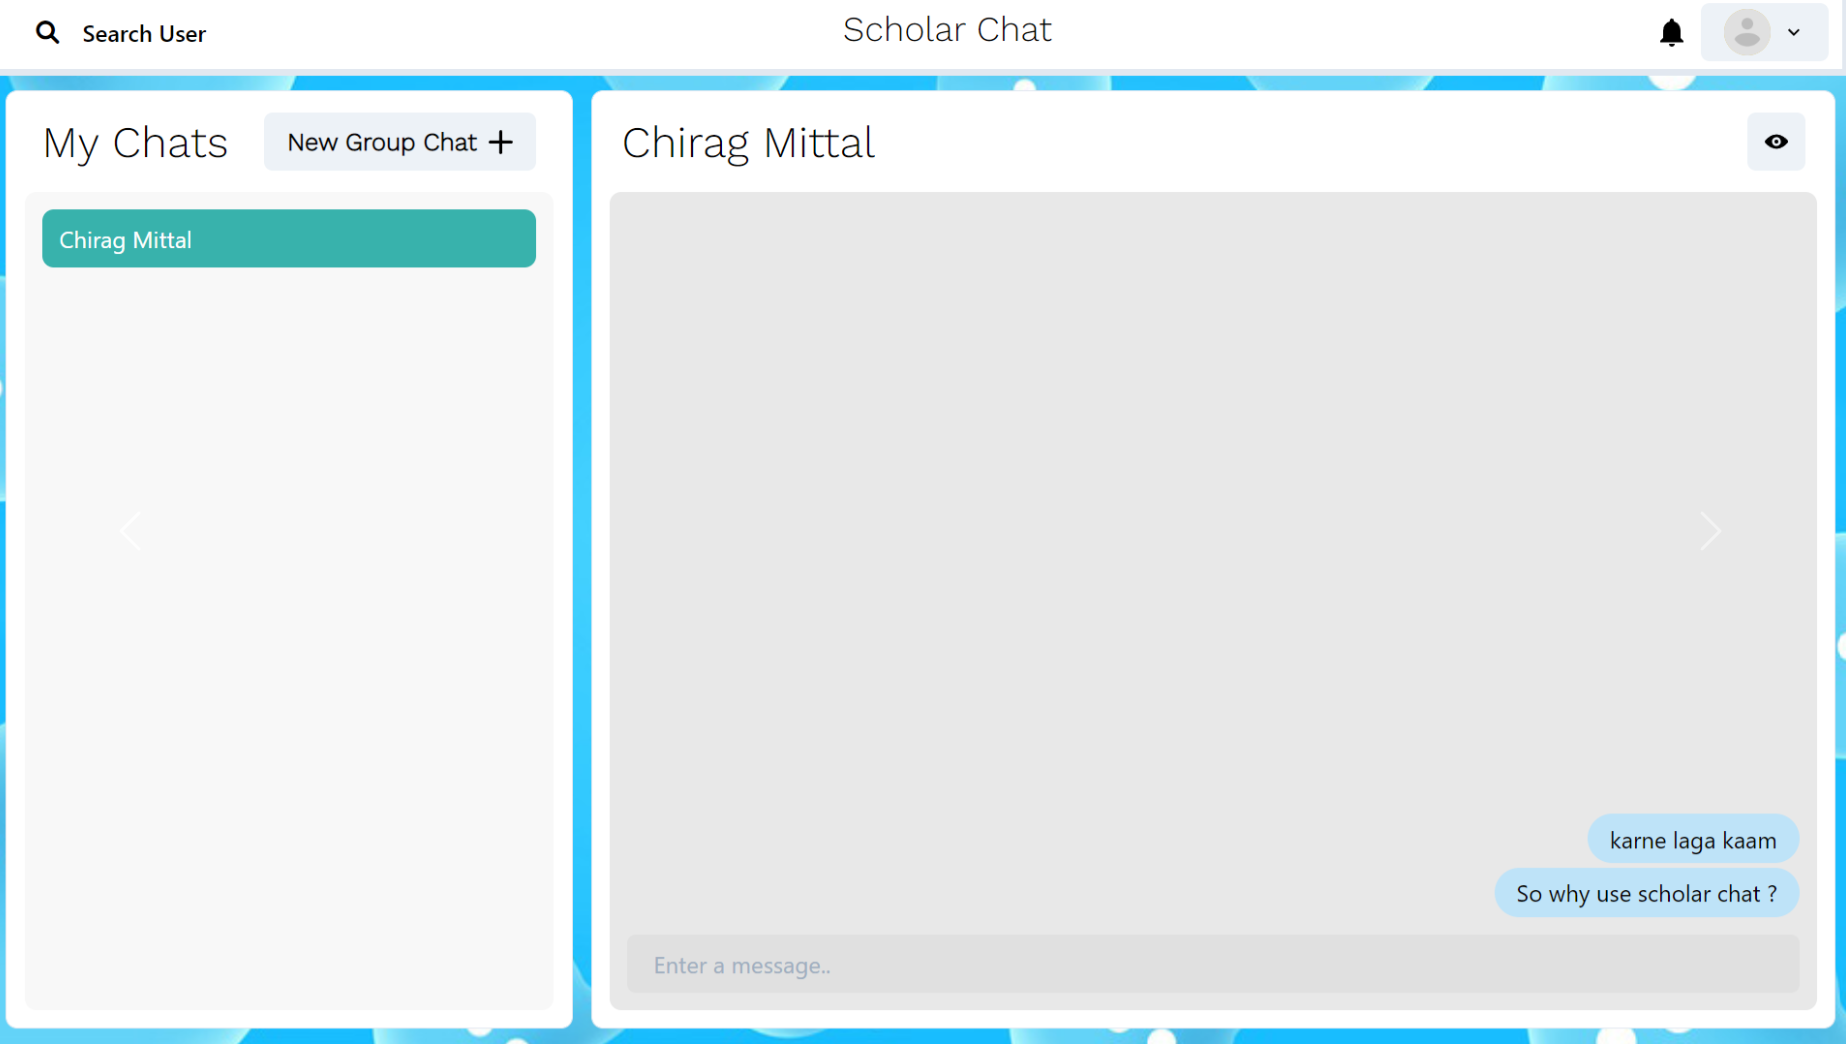 Search User
Scholar Chat
My Chats
New Group Chat
Chirag Mittal
Chirag Mittal
karne laga kaam
So why use scholar chat ?
Enter a message..